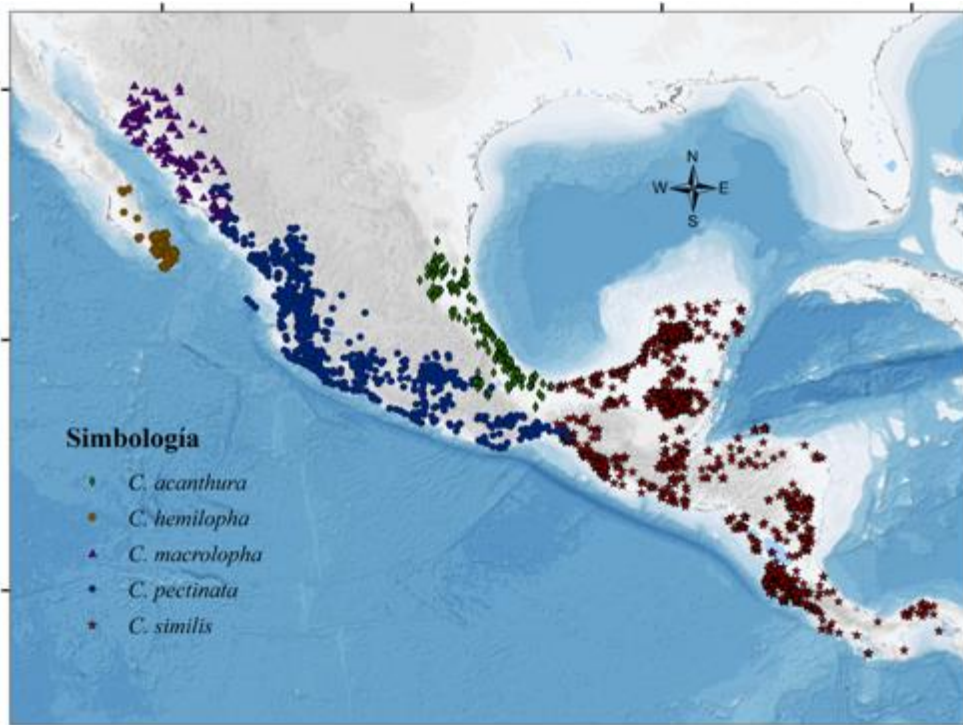 N
W E
S
Simbología
C. acanthura
C. hemilopha
C. macrolopha
C. pectinata
C. similis